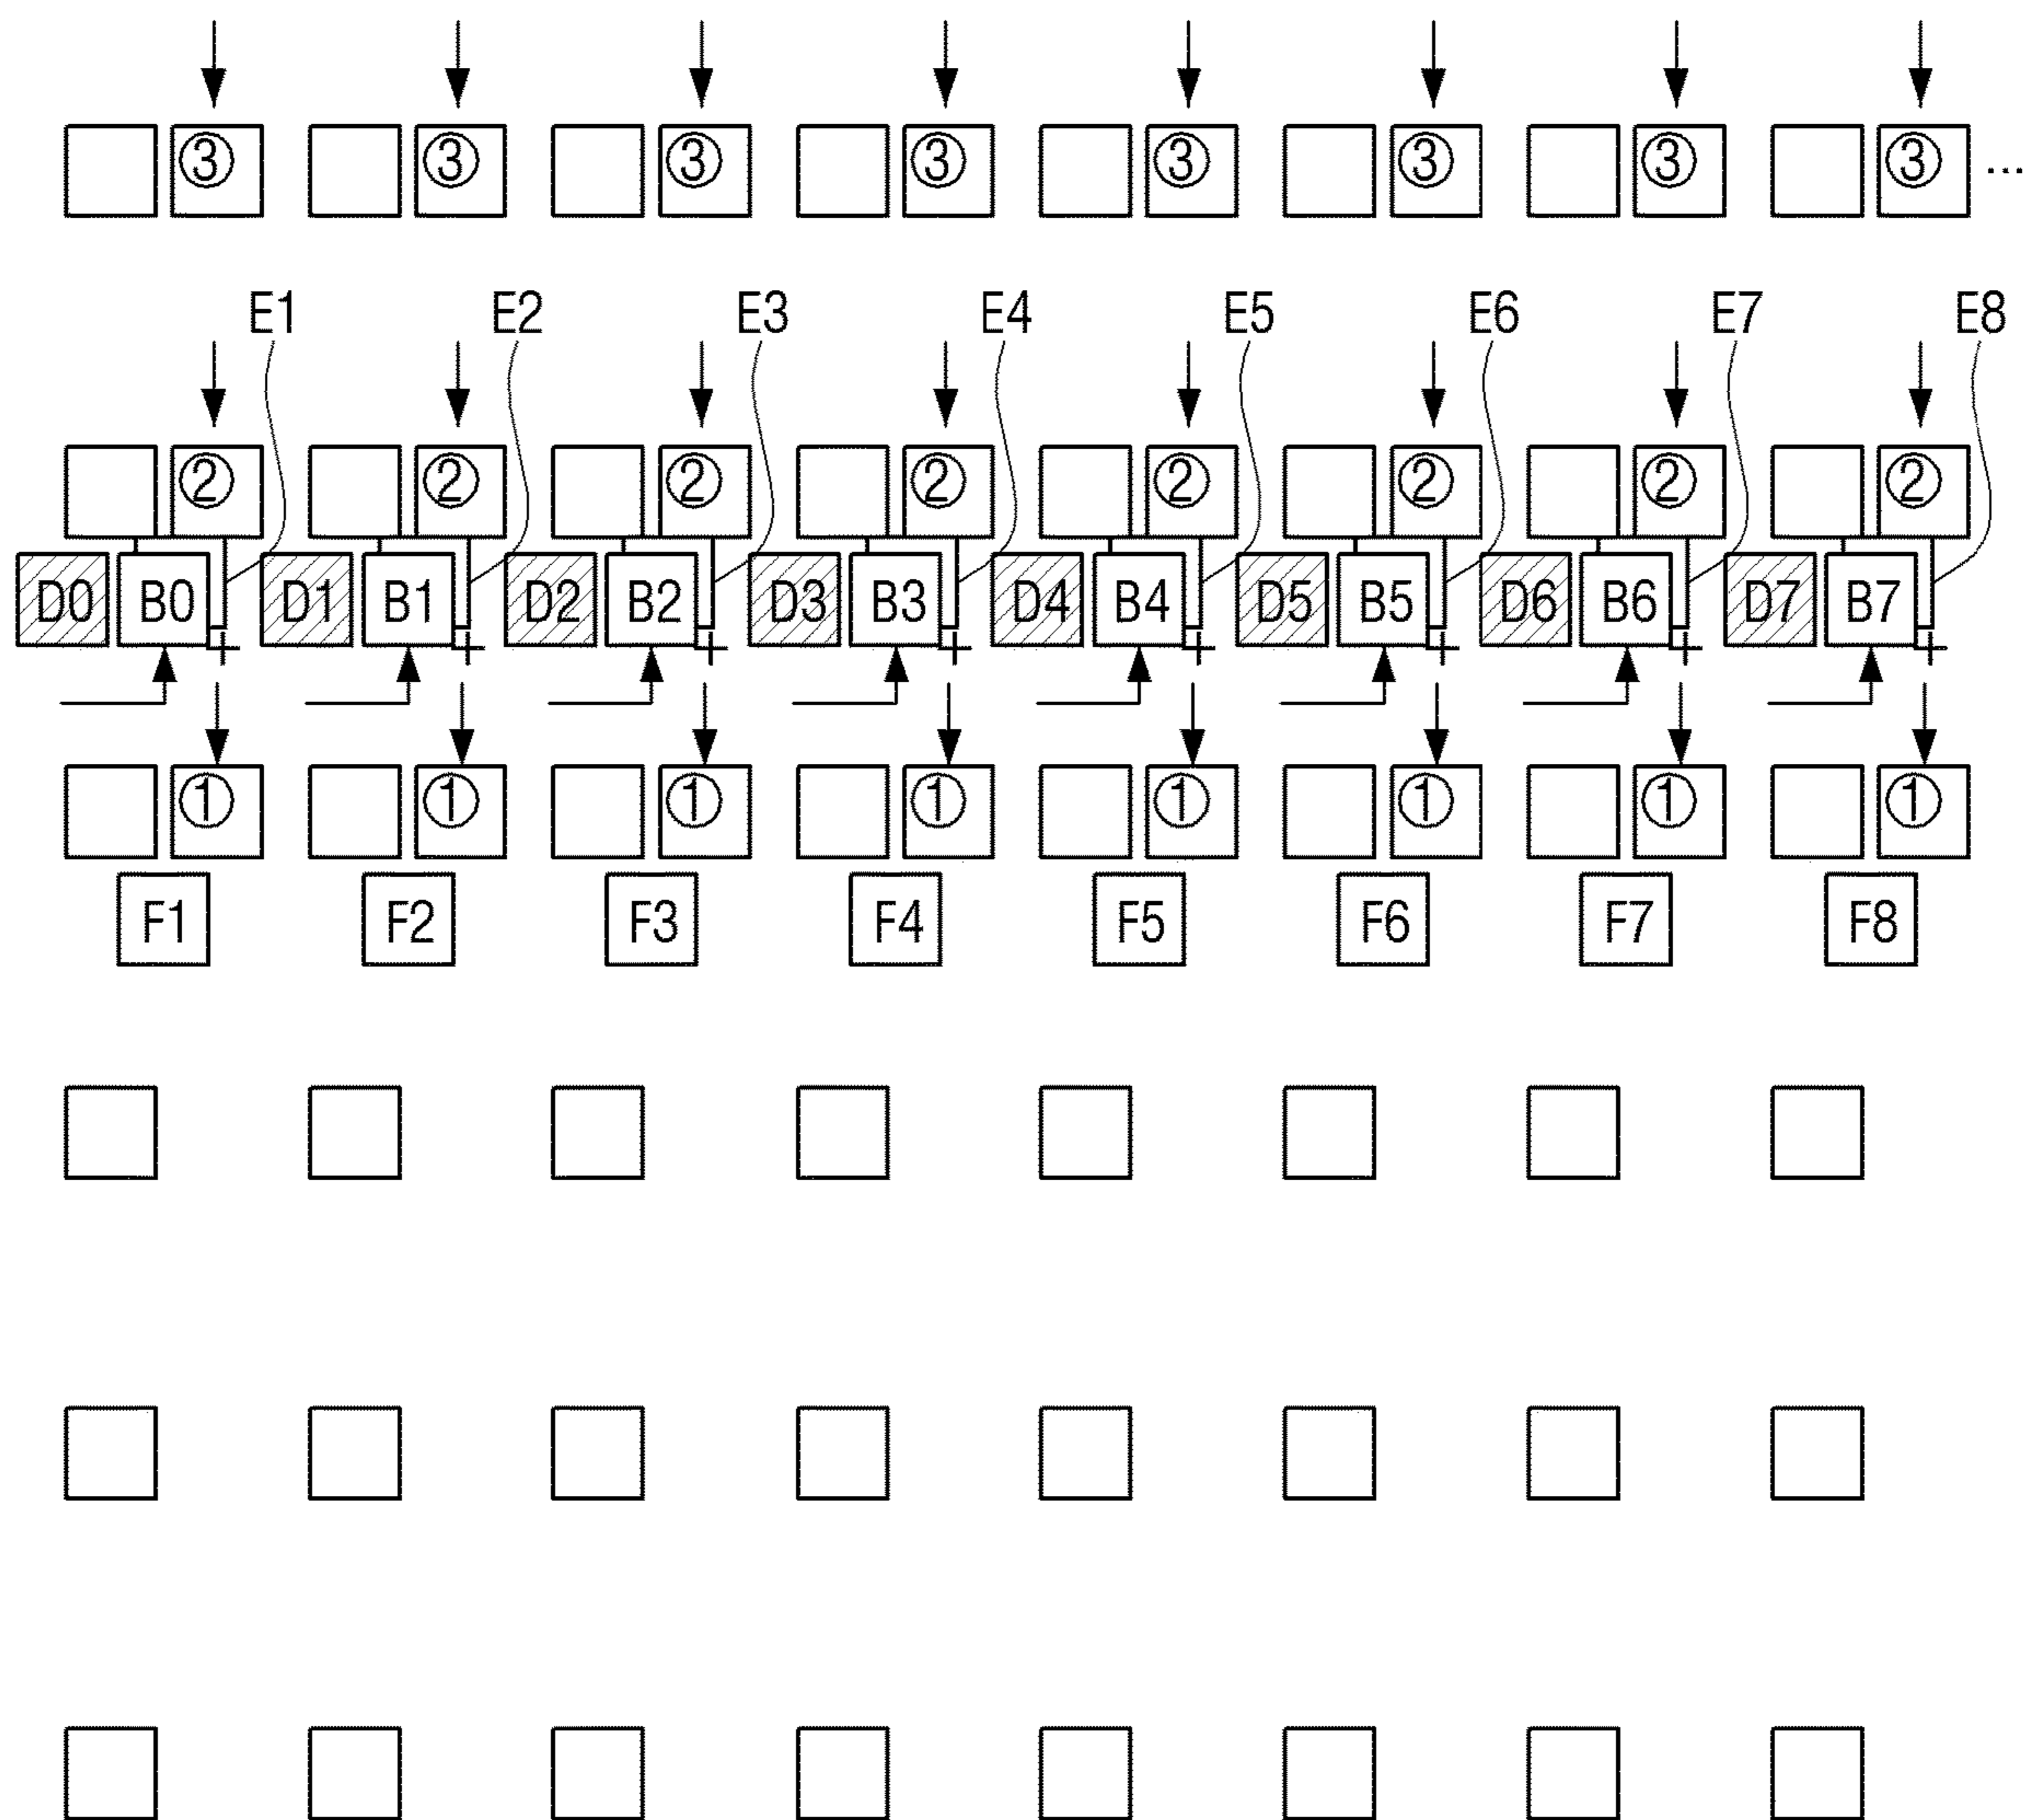 ③ ③ ③ ③ ③ ③ ③ ③ ...
E1 E2 E3 E4 E5 E6 E7 E8
② ② ② ② ② ② ② ②
D0 B0 D1 B1 D2 B2 D3 B3 D4 B4 D5 B5 D6 B6 D7 B7
+ + + + + + + +
① ① ① ① ① ① ① ①
F1 F2 F3 F4 F5 F6 F7 F8